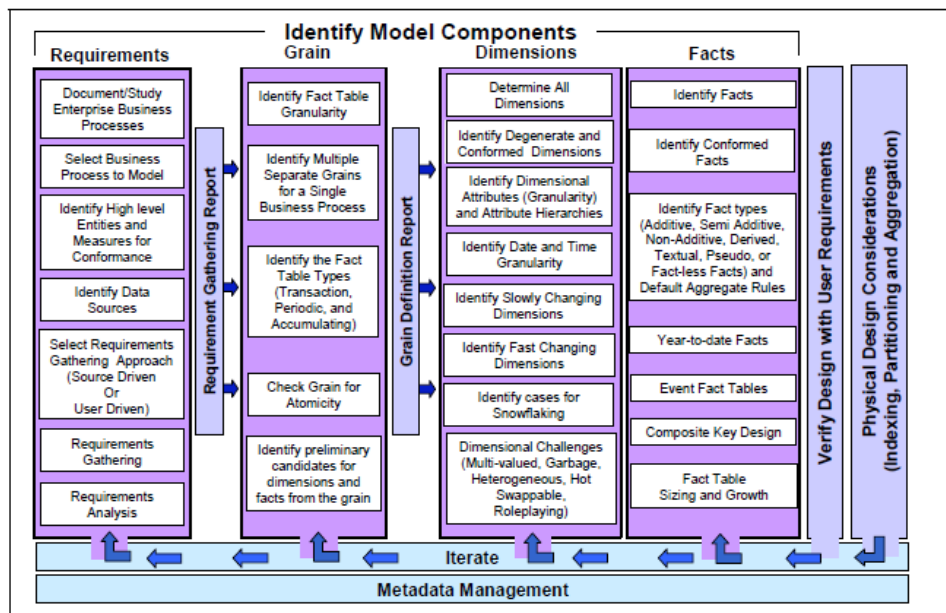 Identify Model Components
Requirements
Grain
Dimensions
Facts
Document/Study
Enterprise Business
Processes
Select Business
Process to Model
Identify High level
Entities and
Measures for
Conformance
Identify Data
Sources
Select Requirements
Gathering Approach
(Source Driven
Or
User Driven)
Requirements
Gathering
Requirements
Analysis
Requirement Gathering Report
Identify Fact Table
Granularity
Identify Multiple
Separate Grains
for a Single
Business Process
Identify the Fact
Table Types
(Transaction,
Periodic, and
Accumulating)
Check Grain for
Atomicity
Identify preliminary
candidates for
dimensions and
facts from the grain
Grain Definition Report
Determine All
Dimensions
Identify Degenerate and
Conformed Dimensions
Identify Dimensional
Attributes (Granularity)
and Attribute Hierarchies
Identify Date and Time
Granularity
Identify Slowly Changing
Dimensions
Identify Fast Changing
Dimensions
Identify cases for
Snowflaking
Dimensional Challenges
(Multi-valued, Garbage,
Heterogeneous, Hot
Swappable,
Roleplaying)
Identify Facts
Identify Conformed
Facts
Identify Fact types
(Additive, Semi Additive,
Non-Additive, Derived,
Textual, Pseudo, or
Fact-less Facts) and
Default Aggregate Rules
Year-to-date Facts
Event Fact Tables
Composite Key Design
Fact Table
Sizing and Growth
Verify Design with User Requirements
Physical Design Considerations
(Indexing, Partitioning and Aggregation)
Iterate
Metadata Management